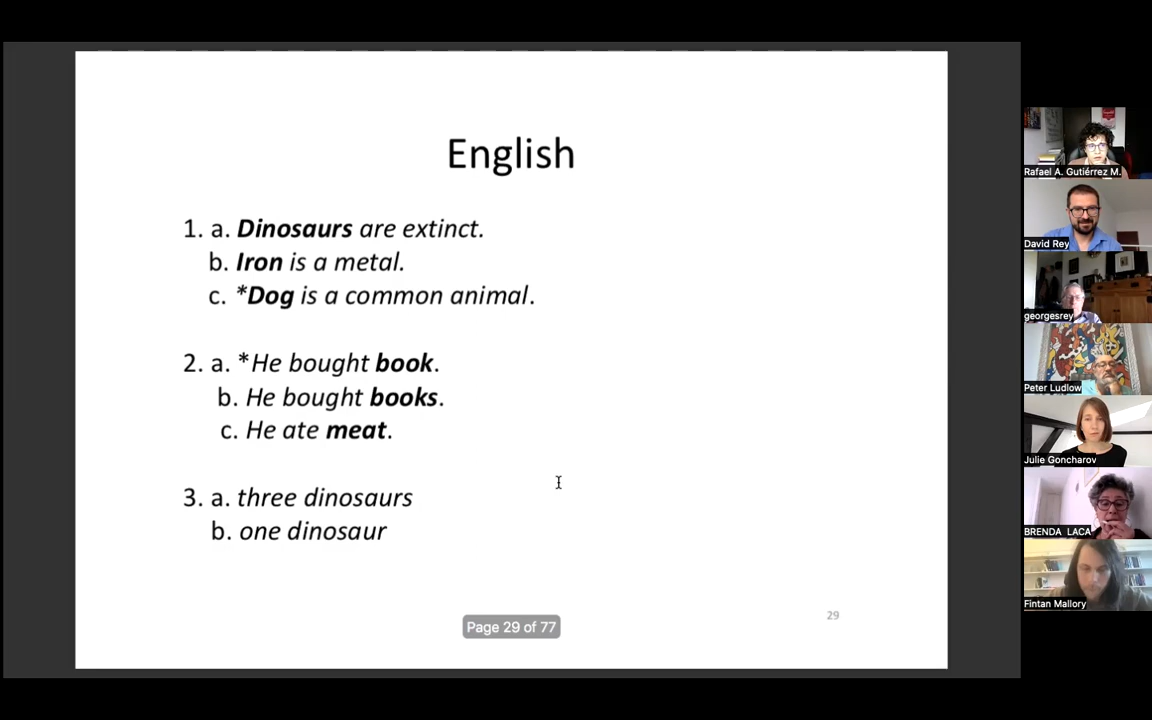 English
1. a. Dinosaurs are extinct.
b. Iron is a metal.
c. *Dog is a common animal.
2. a. *He bought book.
b. He bought books.
c. He ate meat.
3. a. three dinosaurs
b. one dinosaur
29
Page 29 of 77
Rafael A. Gutiérrez M.
David Rey
georgesrey
Peter Ludlow
Julie Goncharov
BRENDA LACA
Fintan Mallory